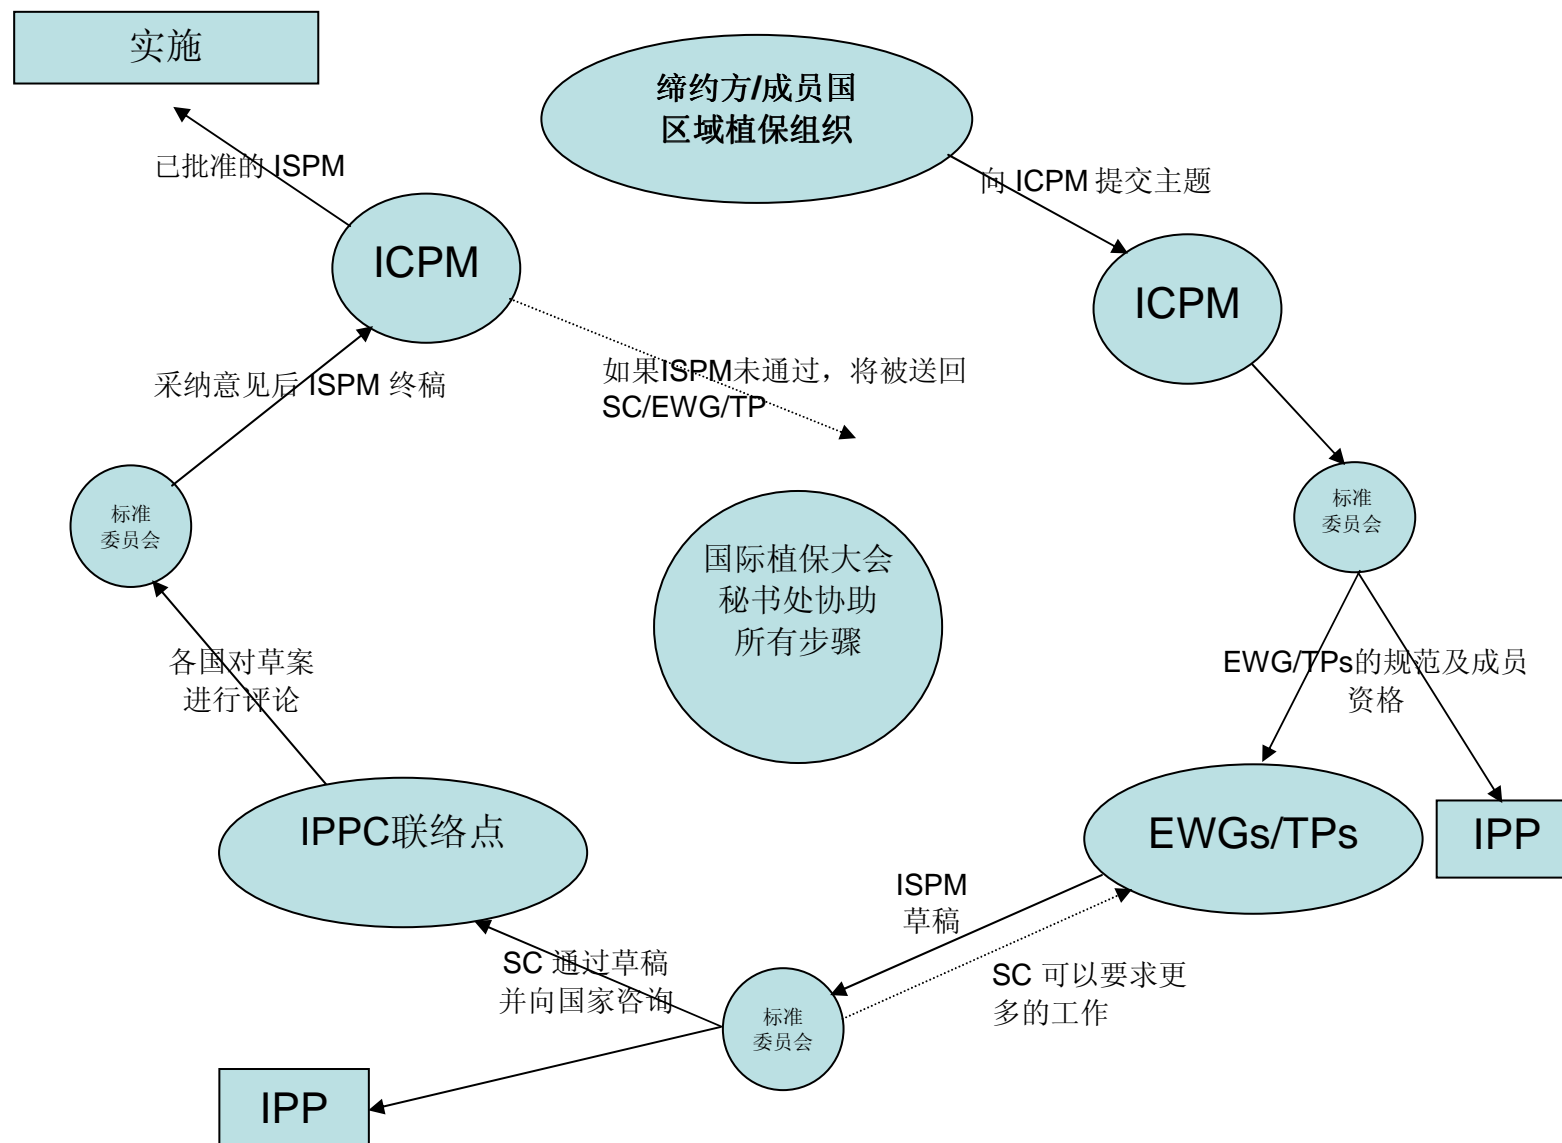 实施
缔约方/成员国
区域植保组织
已批准的 ISPM
向 ICPM 提交主题
ICPM
ICPM
采纳意见后 ISPM 终稿
如果ISPM未通过，将被送回
SC/EWG/TP
标准
委员会
标准
委员会
国际植保大会
秘书处协助
所有步骤
各国对草案
进行评论
EWG/TPs的规范及成员
资格
IPPC联络点
EWGs/TPs
IPP
ISPM
草稿
SC 通过草稿
并向国家咨询
SC 可以要求更
多的工作
标准
委员会
IPP